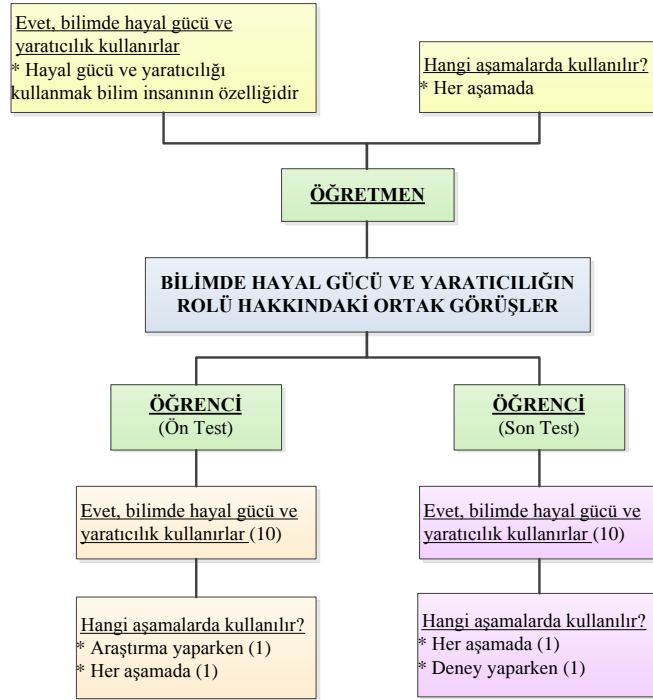 Evet, bilimde hayal gücü ve
yaratıcılık kullanırlar
* Hayal gücü ve yaratıcılığı
kullanmak bilim insanının özelliğidir
Hangi aşamalarda kullanılır?
* Her aşamada
ÖĞRETMEN
BİLİMDE HAYAL GÜCÜ VE YARATICILIĞIN
ROLÜ HAKKINDAKİ ORTAK GÖRÜŞLER
ÖĞRENCİ
(Ön Test)
ÖĞRENCİ
(Son Test)
Evet, bilimde hayal gücü ve
yaratıcılık kullanırlar (10)
Evet, bilimde hayal gücü ve
yaratıcılık kullanırlar (10)
Hangi aşamalarda kullanılır?
* Araştırma yaparken (1)
* Her aşamada (1)
Hangi aşamalarda kullanılır?
* Her aşamada (1)
* Deney yaparken (1)